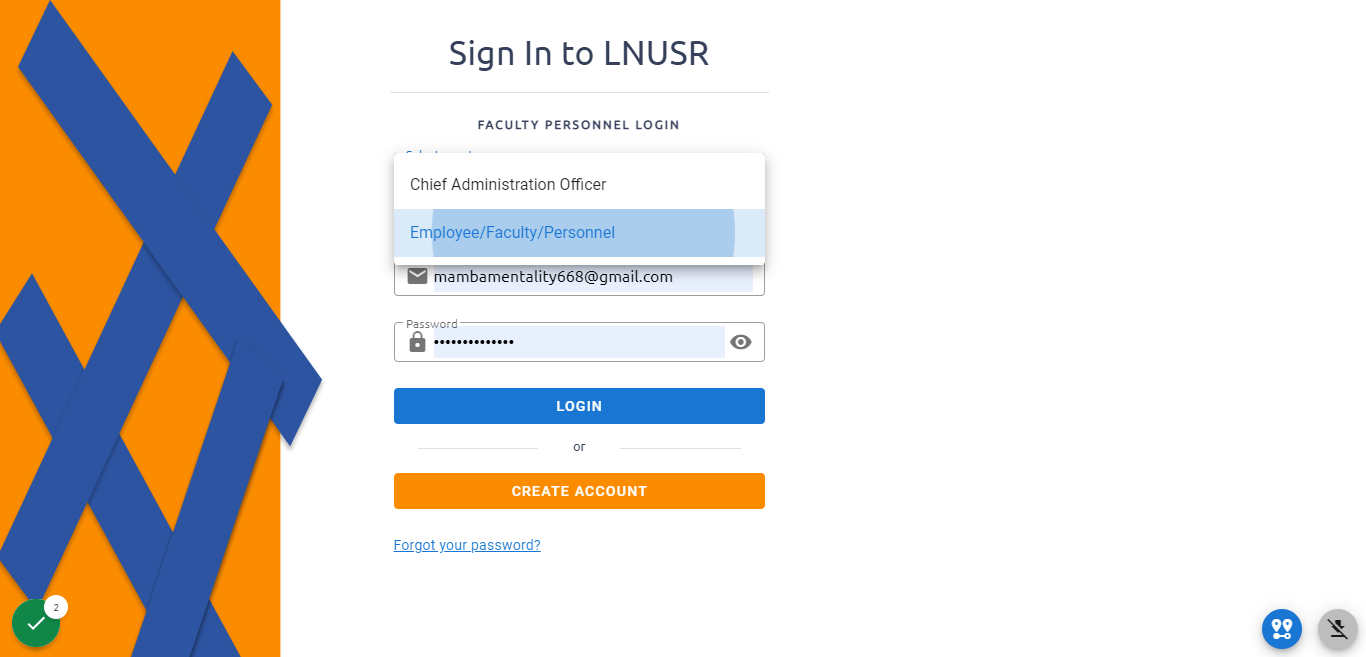 Sign In to LNUSR
FACULTY PERSONNEL LOGIN
Chief Administration Officer
Employee/Faculty/Personnel
mambamentality668@gmail.com
Password
••••••••••••••
LOGIN
or
CREATE ACCOUNT
Forgot your password?
2